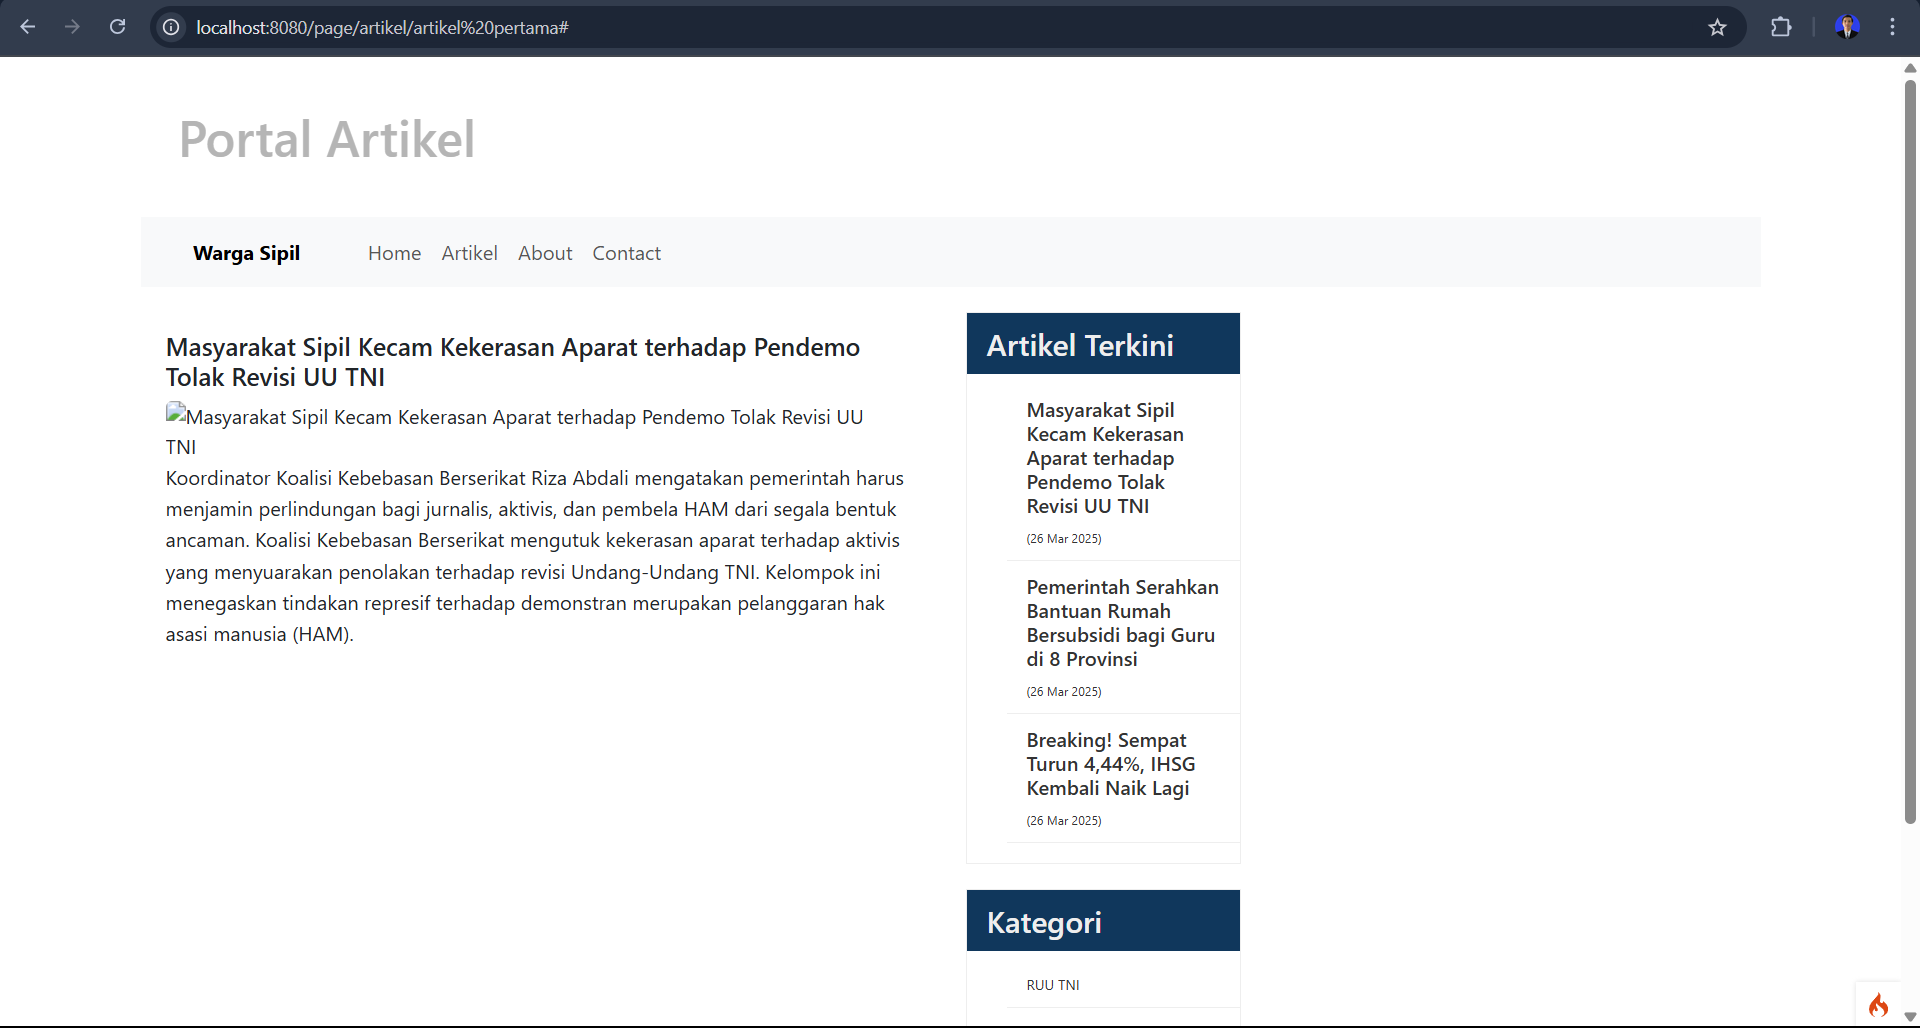 localhost:8080/page/artikel/artikel%20pertama#
Portal Artikel
Warga Sipil
Home
Artikel
About
Contact
Masyarakat Sipil Kecam Kekerasan Aparat terhadap Pendemo
Tolak Revisi UU TNI
Masyarakat Sipil Kecam Kekerasan Aparat terhadap Pendemo Tolak Revisi UU
TNI
Koordinator Koalisi Kebebasan Berserikat Riza Abdali mengatakan pemerintah harus
menjamin perlindungan bagi jurnalis, aktivis, dan pembela HAM dari segala bentuk
ancaman. Koalisi Kebebasan Berserikat mengutuk kekerasan aparat terhadap aktivis
yang menyuarakan penolakan terhadap revisi Undang-Undang TNI. Kelompok ini
menegaskan tindakan represif terhadap demonstran merupakan pelanggaran hak
asasi manusia (HAM).
Artikel Terkini
Masyarakat Sipil
Kecam Kekerasan
Aparat terhadap
Pendemo Tolak
Revisi UU TNI
(26 Mar 2025)
Pemerintah Serahkan
Bantuan Rumah
Bersubsidi bagi Guru
di 8 Provinsi
(26 Mar 2025)
Breaking! Sempat
Turun 4,44%, IHSG
Kembali Naik Lagi
(26 Mar 2025)
Kategori
RUU TNI